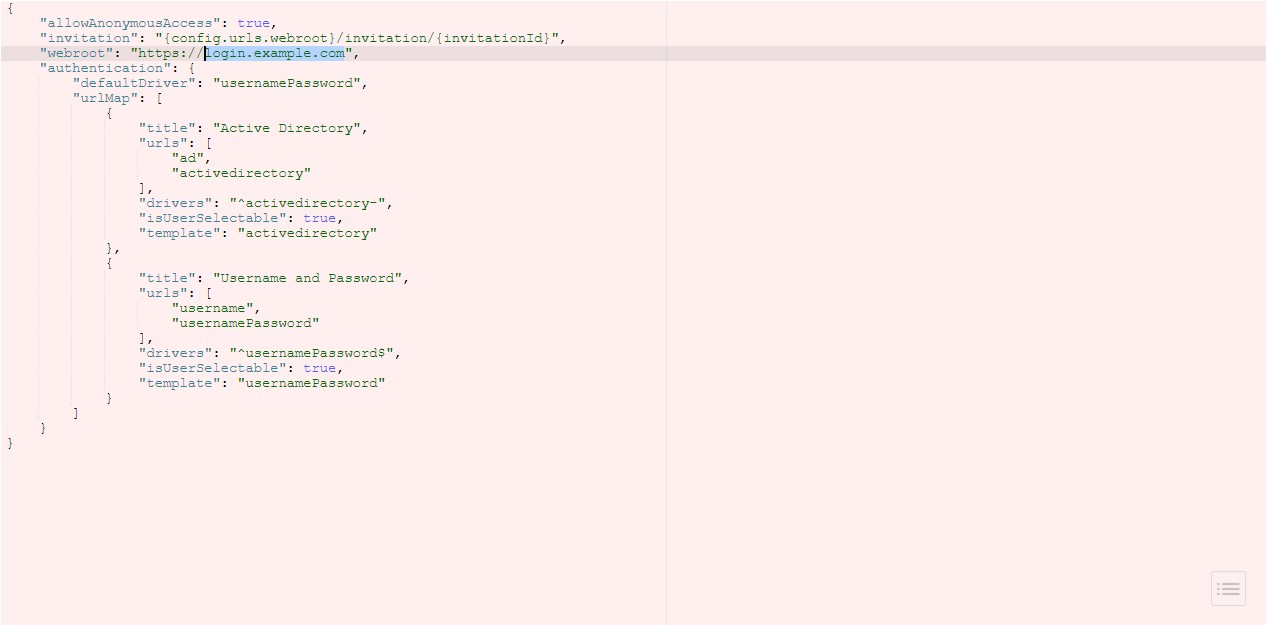 {
    "allowAnonymousAccess": true,
    "invitation": "{config.urls.webroot}/invitation/{invitationId}",
    "webroot": "https://login.example.com",
    "authentication": {
        "defaultDriver": "usernamePassword",
        "urlMap": [
            {
                "title": "Active Directory",
                "urls": [
                    "ad",
                    "activedirectory"
                ],
                "drivers": "^activedirectory-",
                "isUserSelectable": true,
                "template": "activedirectory"
            },
            {
                "title": "Username and Password",
                "urls": [
                    "username",
                    "usernamePassword"
                ],
                "drivers": "^usernamePassword$",
                "isUserSelectable": true,
                "template": "usernamePassword"
            }
        ]
    }
}